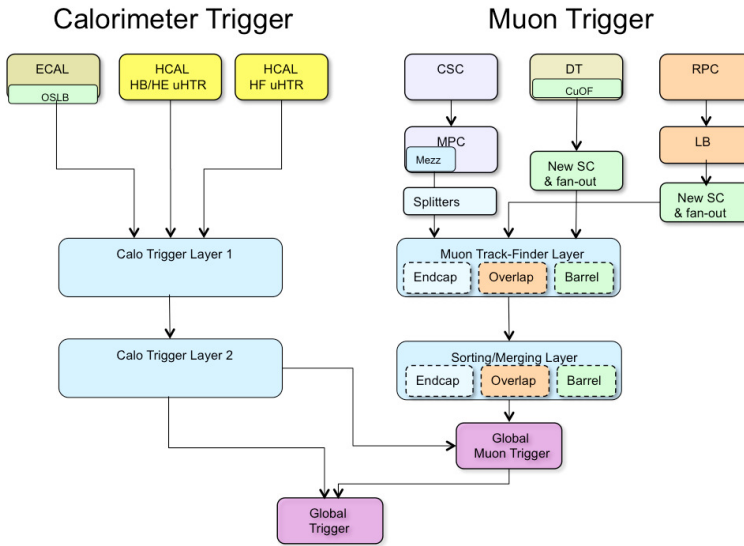 Calorimeter Trigger
Muon Trigger
ECAL
OSLB
HCAL
HB/HE uHTR
HCAL
HF uHTR
CSC
DT
CuOF
RPC
MPC
Mezz
LB
New SC
& fan-out
New SC
& fan-out
Splitters
Calo Trigger Layer 1
Muon Track-Finder Layer
Endcap
Overlap
Barrel
Calo Trigger Layer 2
Sorting/Merging Layer
Endcap
Overlap
Barrel
Global
Muon Trigger
Global
Trigger